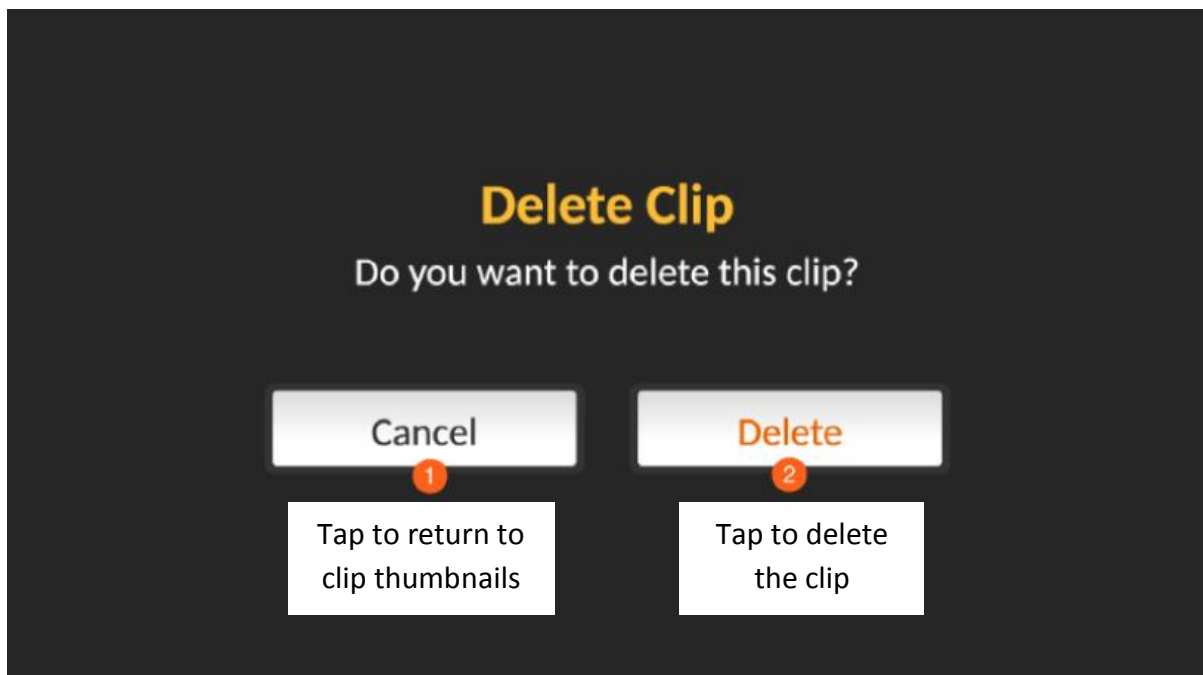 Delete Clip
Do you want to delete this clip?
Cancel
Delete
1
2
Tap to return to
clip thumbnails
Tap to delete
the clip